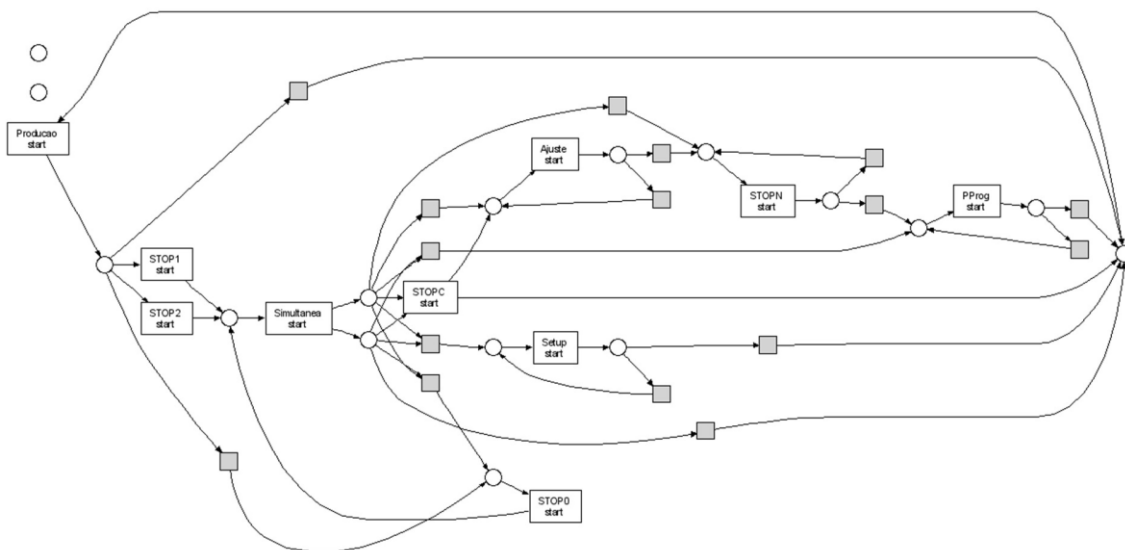 Producao
start
Ajuste
start
STOPN
start
PProg
start
STOP1
start
STOP2
start
Simultanea
start
STOPC
start
Setup
start
STOP0
start